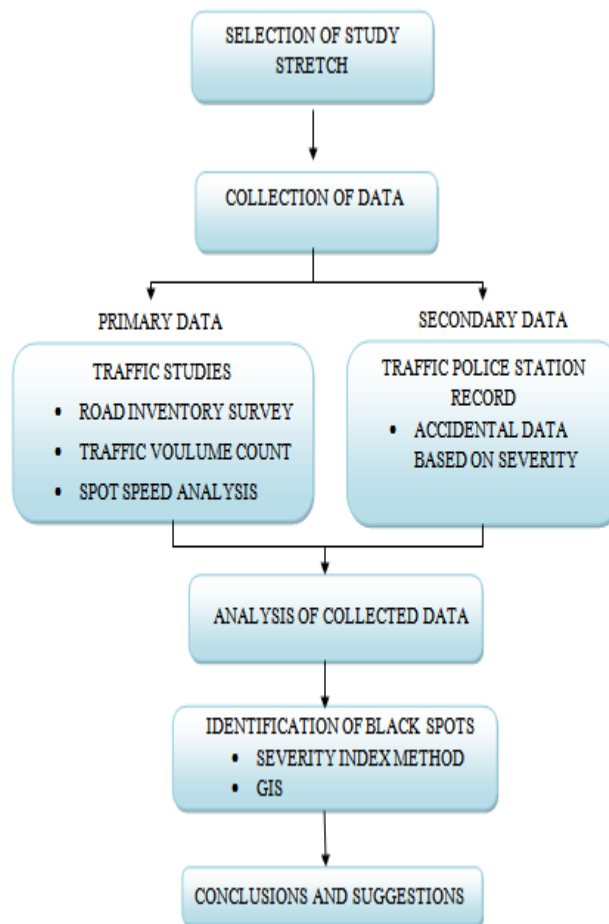 SELECTION OF STUDY
STRETCH
COLLECTION OF DATA
PRIMARY DATA
TRAFFIC STUDIES
• ROAD INVENTORY SURVEY
• TRAFFIC VOULUME COUNT
• SPOT SPEED ANALYSIS
SECONDARY DATA
TRAFFIC POLICE STATION
RECORD
• ACCIDENTAL DATA
BASED ON SEVERITY
ANALYSIS OF COLLECTED DATA
IDENTIFICATION OF BLACK SPOTS
• SEVERITY INDEX METHOD
• GIS
CONCLUSIONS AND SUGGESTIONS